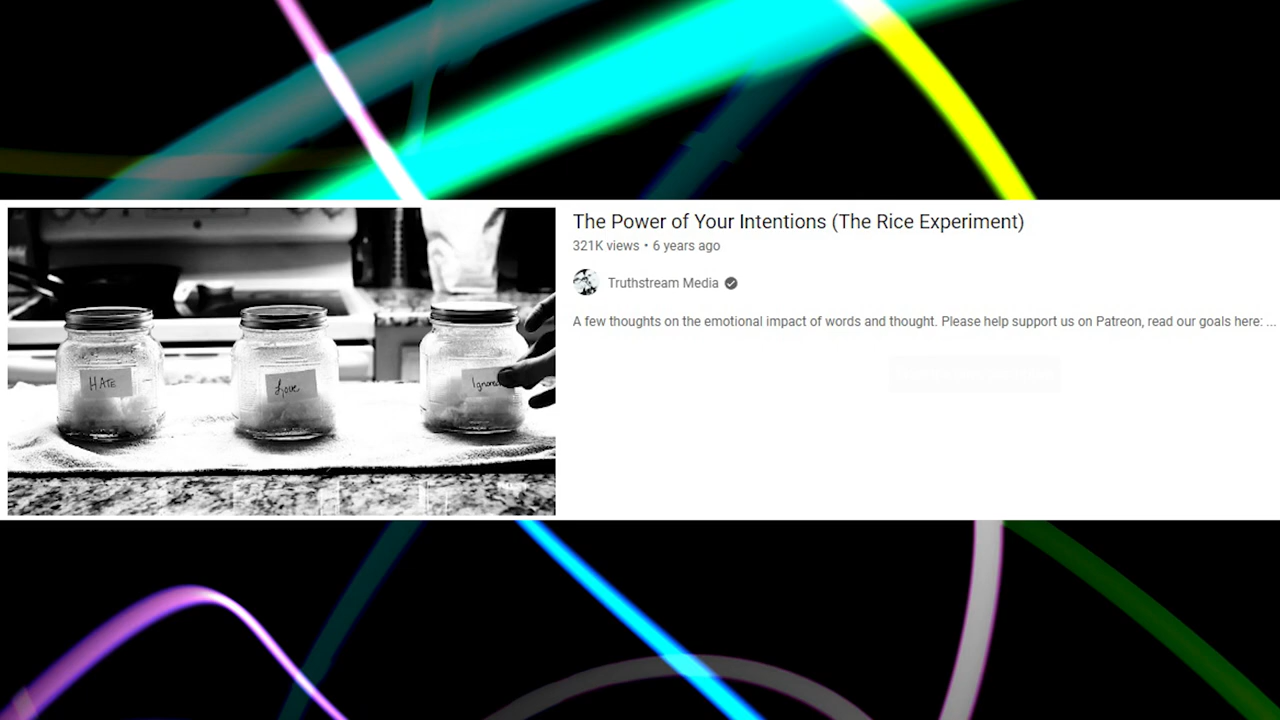 The Power of Your Intentions (The Rice Experiment)
321K views • 6 years ago
Truthstream Media
A few thoughts on the emotional impact of words and thought. Please help support us on Patreon, read our goals here: ...
HATE
Love
Ignore